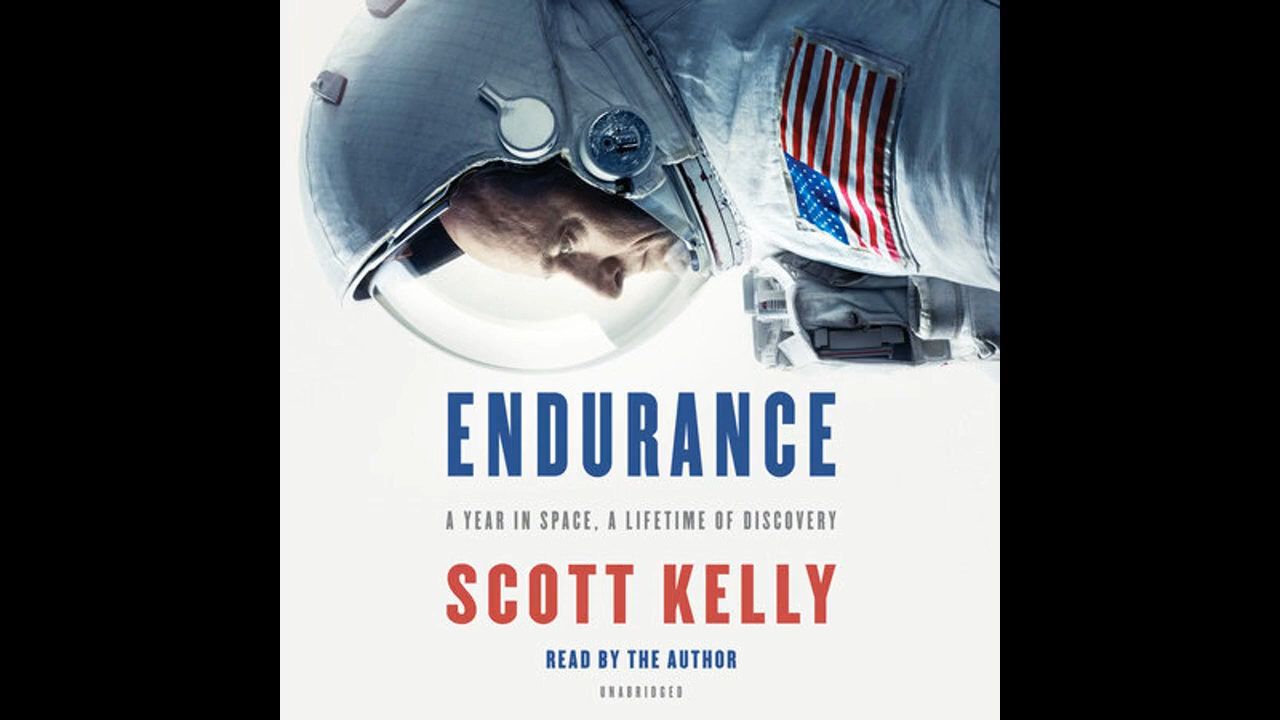 ENDURANCE
A YEAR IN SPACE, A LIFETIME OF DISCOVERY
SCOTT KELLY
READ BY THE AUTHOR
UNABRIDGED